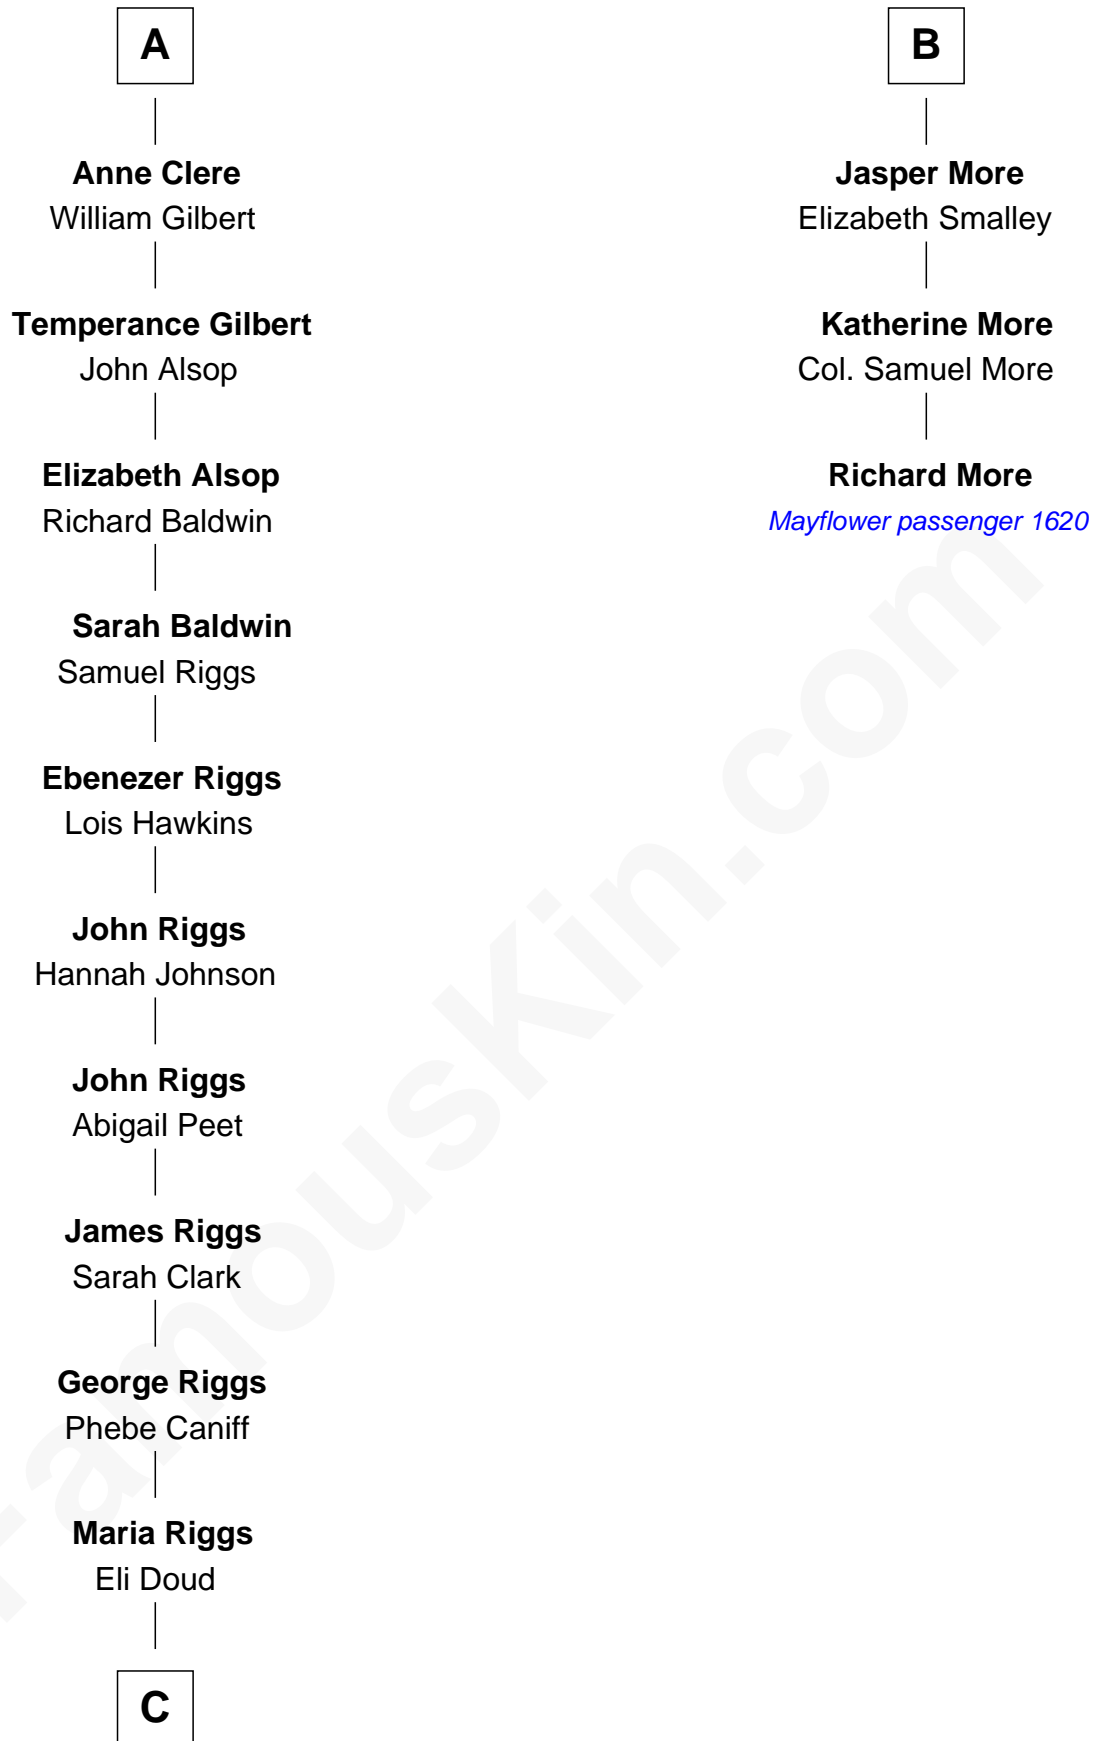 A
Anne Clere
William Gilbert
Temperance Gilbert
John Alsop
Elizabeth Alsop
Richard Baldwin
Sarah Baldwin
Samuel Riggs
Ebenezer Riggs
Lois Hawkins
John Riggs
Hannah Johnson
John Riggs
Abigail Peet
James Riggs
Sarah Clark
George Riggs
Phebe Caniff
Maria Riggs
Eli Doud
C
B
Jasper More
Elizabeth Smalley
Katherine More
Col. Samuel More
Richard More
Mayflower passenger 1620
FamousKin.com